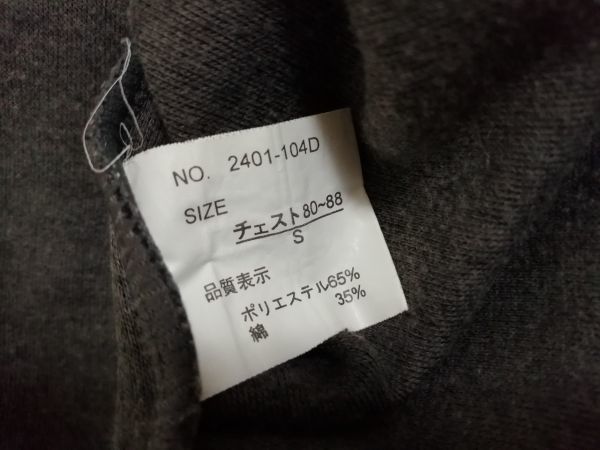 NO. 2401-104D
SIZE
チェスト80~88
S
品質表示
ポリエステル65%
綿 35%